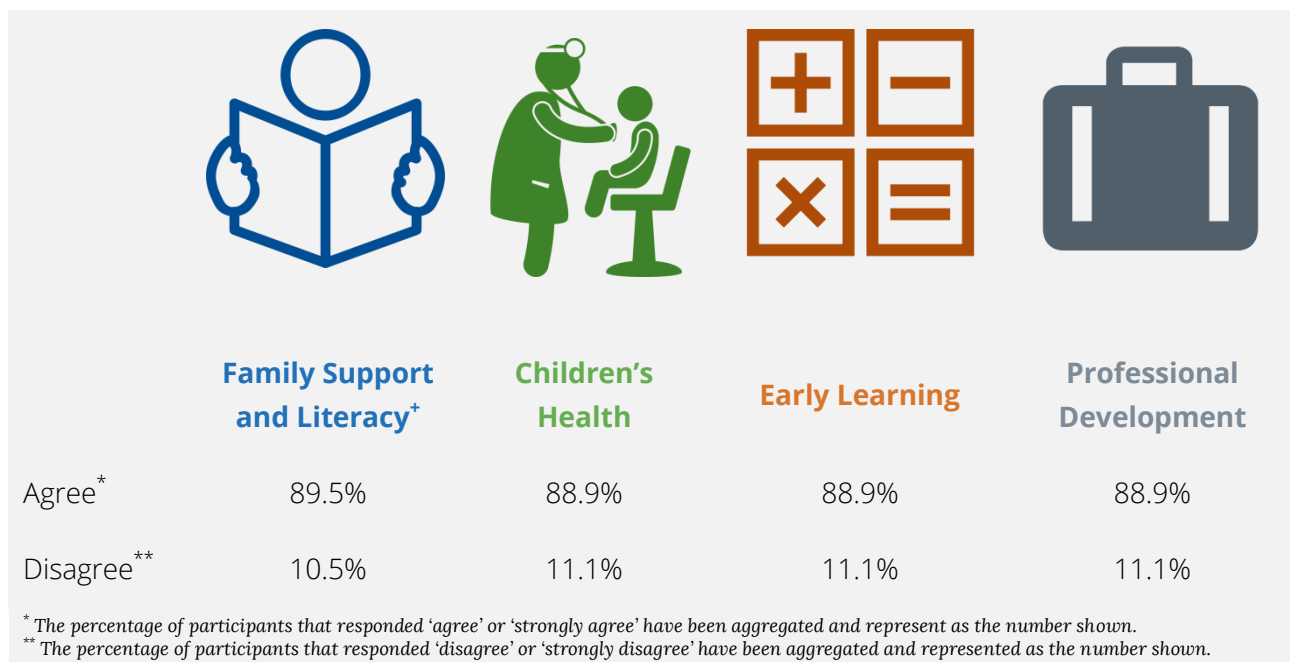 Family Support
and Literacy+
Children's
Health
Early Learning
Professional
Development
Agree* 89.5% 88.9% 88.9% 88.9%
Disagree** 10.5% 11.1% 11.1% 11.1%
* The percentage of participants that responded ‘agree’ or ‘strongly agree’ have been aggregated and represent as the number shown.
** The percentage of participants that responded ‘disagree’ or ‘strongly disagree’ have been aggregated and represented as the number shown.